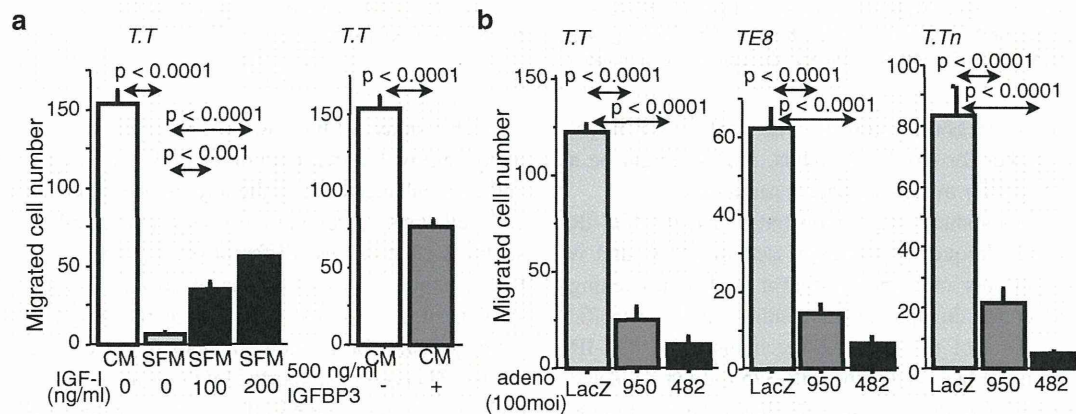 a
T.T
T.T
p < 0.0001
p < 0.0001
p < 0.001
Migrated cell number
150
100
50
0
CM SFM SFM SFM
IGF-I (ng/ml)
0 0 100 200
p < 0.0001
150
100
50
0
CM CM
500 ng/ml
IGFBP3
- +
b
T.T
TE8
T.Tn
p < 0.0001
p < 0.0001
Migrated cell number
125
100
50
0
adeno
(100moi)
LacZ 950 482
p < 0.0001
p < 0.0001
60
40
20
0
LacZ 950 482
p < 0.0001
p < 0.0001
100
80
60
40
20
0
LacZ 950 482